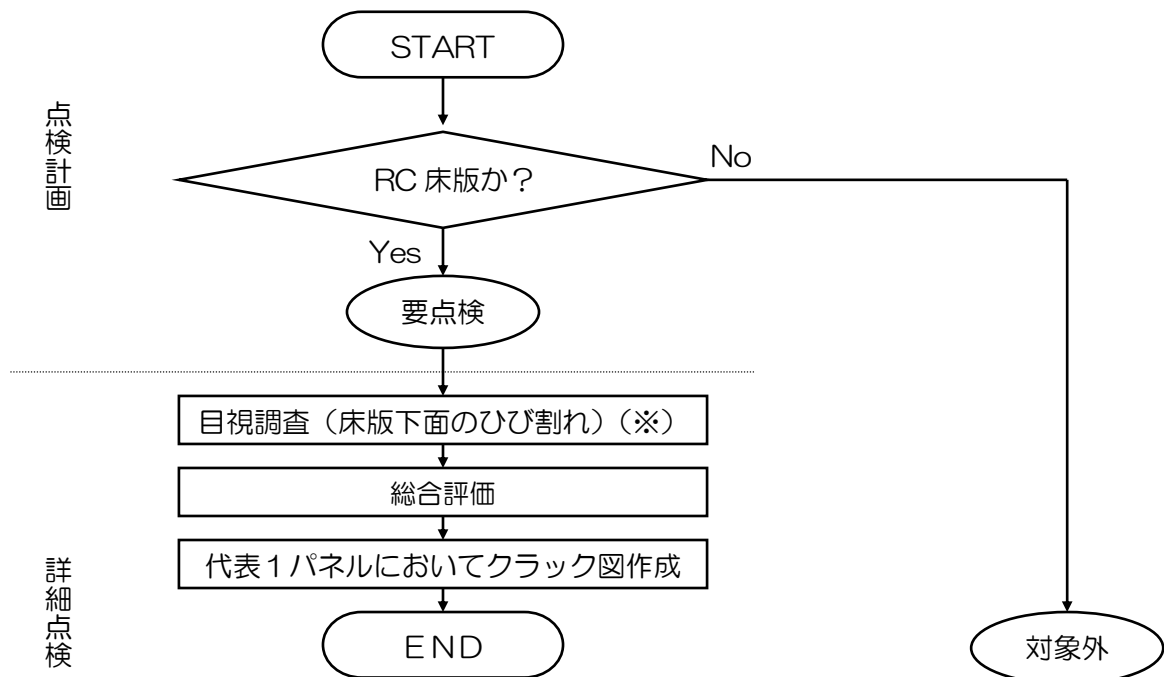 START
点検計画
RC 床版か？
No
Yes
要点検
目視調査（床版下面のひび割れ）（※）
総合評価
代表１パネルにおいてクラック図作成
詳細点検
END
対象外